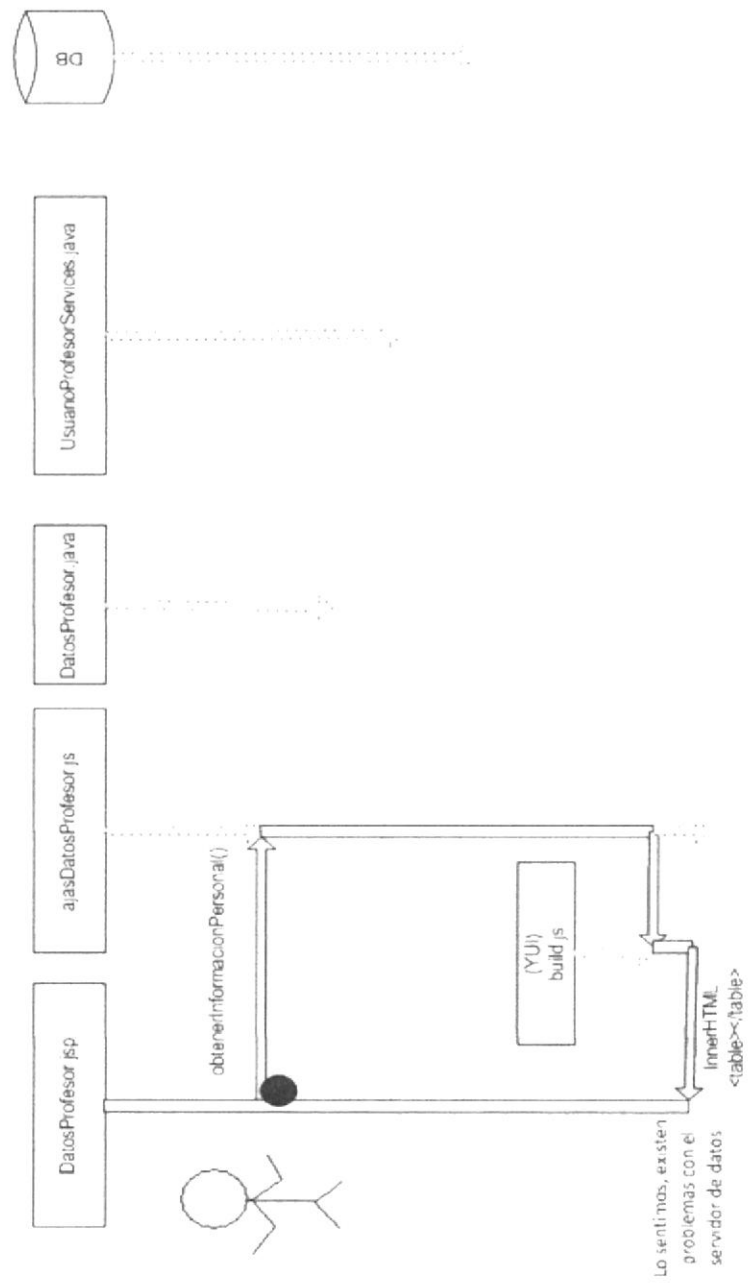 DatosProfesor.jsp
ajasDatosProfesor.js
DatosProfesor.java
UsuarioProfesorServices.java
DB
obtenerInformacionPersonal()
(YUI)
build.js
InnerHTML
<table></table>
Lo sentimos, existen
problemas con el
servidor de datos